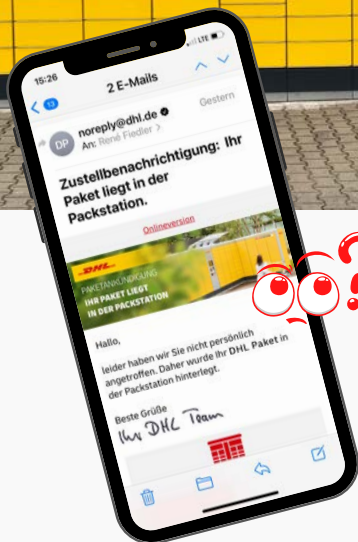 15:26
LTE
13
2 E-Mails
DP
noreply@dhl.de
Gestern
An: René Fiedler
Zustellbenachrichtigung: Ihr
Paket liegt in der
Packstation.
Onlineversion
DHL
PAKETANKÜNDIGUNG
IHR PAKET LIEGT
IN DER PACKSTATION
Hallo,
leider haben wir Sie nicht persönlich
angetroffen. Daher wurde Ihr DHL Paket in
der Packstation hinterlegt.
Beste Grüße
Ihr DHL Team
?